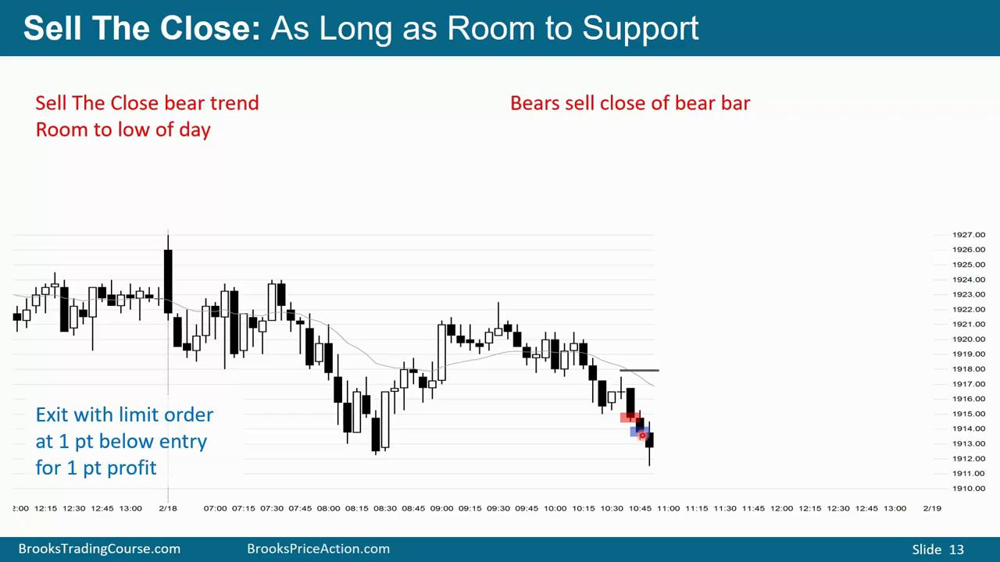 Sell The Close: As Long as Room to Support
Sell The Close bear trend
Room to low of day
Bears sell close of bear bar
1927.00
1926.00
1925.00
1924.00
1923.00
1922.00
1921.00
1920.00
1919.00
1918.00
1917.00
1916.00
1915.00
1914.00
1913.00
1912.00
1911.00
1910.00
Exit with limit order
at 1 pt below entry
for 1 pt profit
2:00 12:15 12:30 12:45 13:00 2/18 07:00 07:15 07:30 07:45 08:00 08:15 08:30 08:45 09:00 09:15 09:30 09:45 10:00 10:15 10:30 10:45 11:00 11:15 11:30 11:45 12:00 12:15 12:30 12:45 13:00 2/19
BrooksTradingCourse.com BrooksPriceAction.com Slide 13